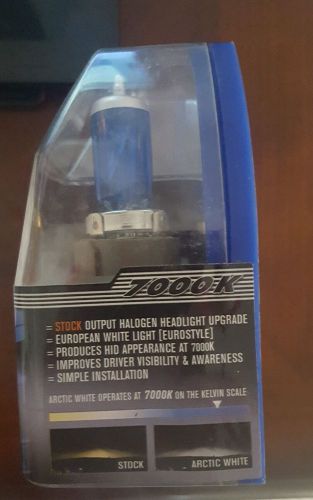 7000K
= STOCK OUTPUT HALOGEN HEADLIGHT UPGRADE
= EUROPEAN WHITE LIGHT [EUROSTYLE]
= PRODUCES HID APPEARANCE AT 7000K
= IMPROVES DRIVER VISIBILITY & AWARENESS
= SIMPLE INSTALLATION
ARCTIC WHITE OPERATES AT 7000K ON THE KELVIN SCALE
STOCK
ARCTIC WHITE